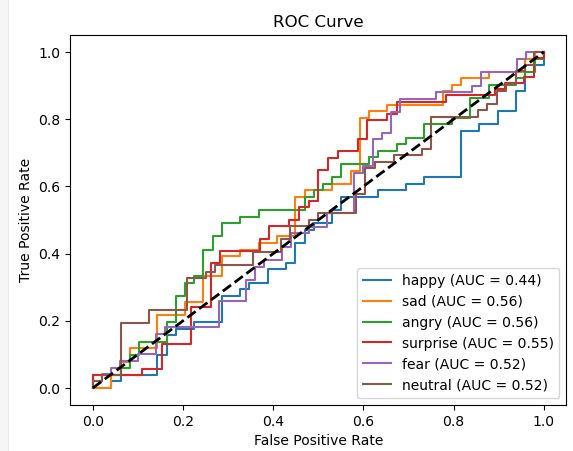 ROC Curve
1.0
0.8
0.6
0.4
0.2
0.0
True Positive Rate
happy (AUC = 0.44)
sad (AUC = 0.56)
angry (AUC = 0.56)
surprise (AUC = 0.55)
fear (AUC = 0.52)
neutral (AUC = 0.52)
0.0 0.2 0.4 0.6 0.8 1.0
False Positive Rate